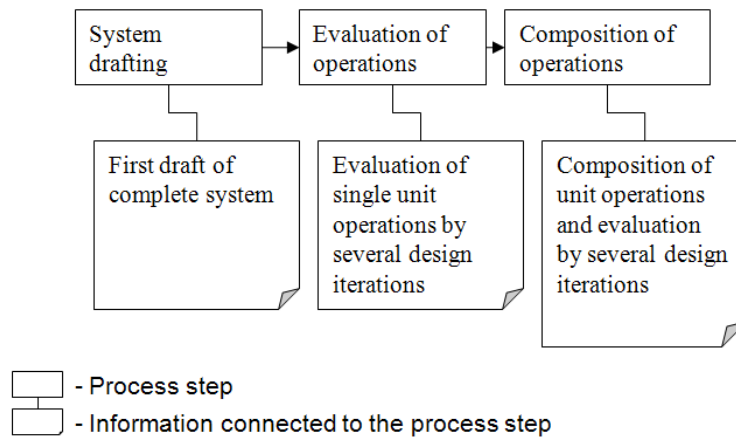 System
drafting
Evaluation of
operations
Composition of
operations
First draft of
complete system
Evaluation of
single unit
operations by
several design
iterations
Composition of
unit operations
and evaluation
by several design
iterations
- Process step
- Information connected to the process step